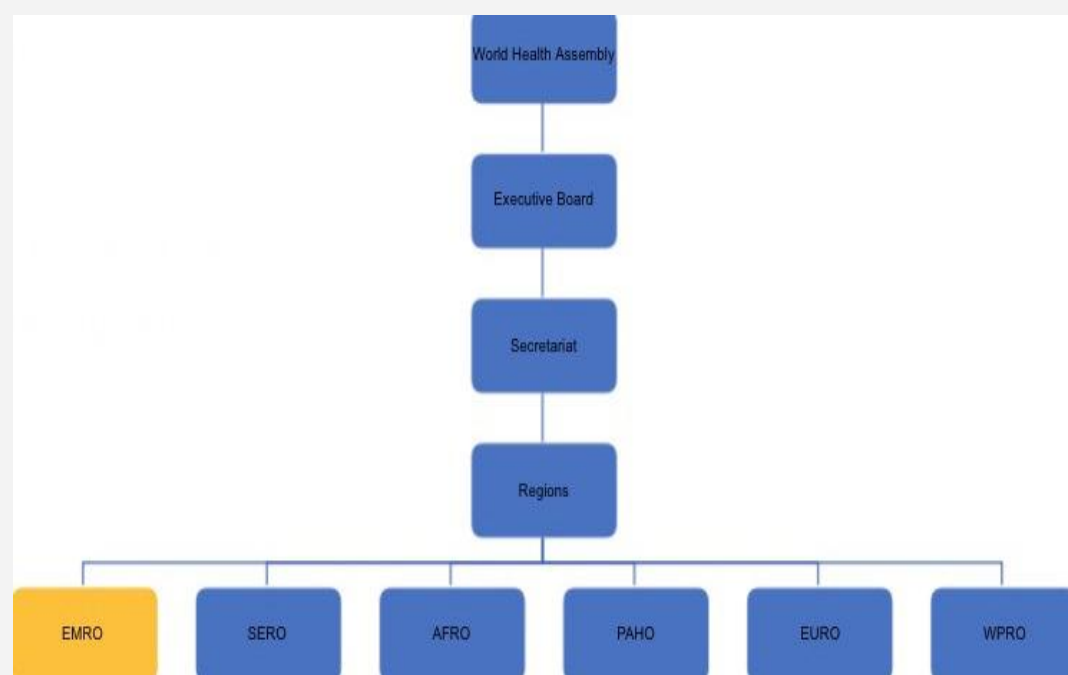 World Health Assembly
Executive Board
Secretariat
Regions
EMRO
SERO
AFRO
PAHO
EURO
WPRO